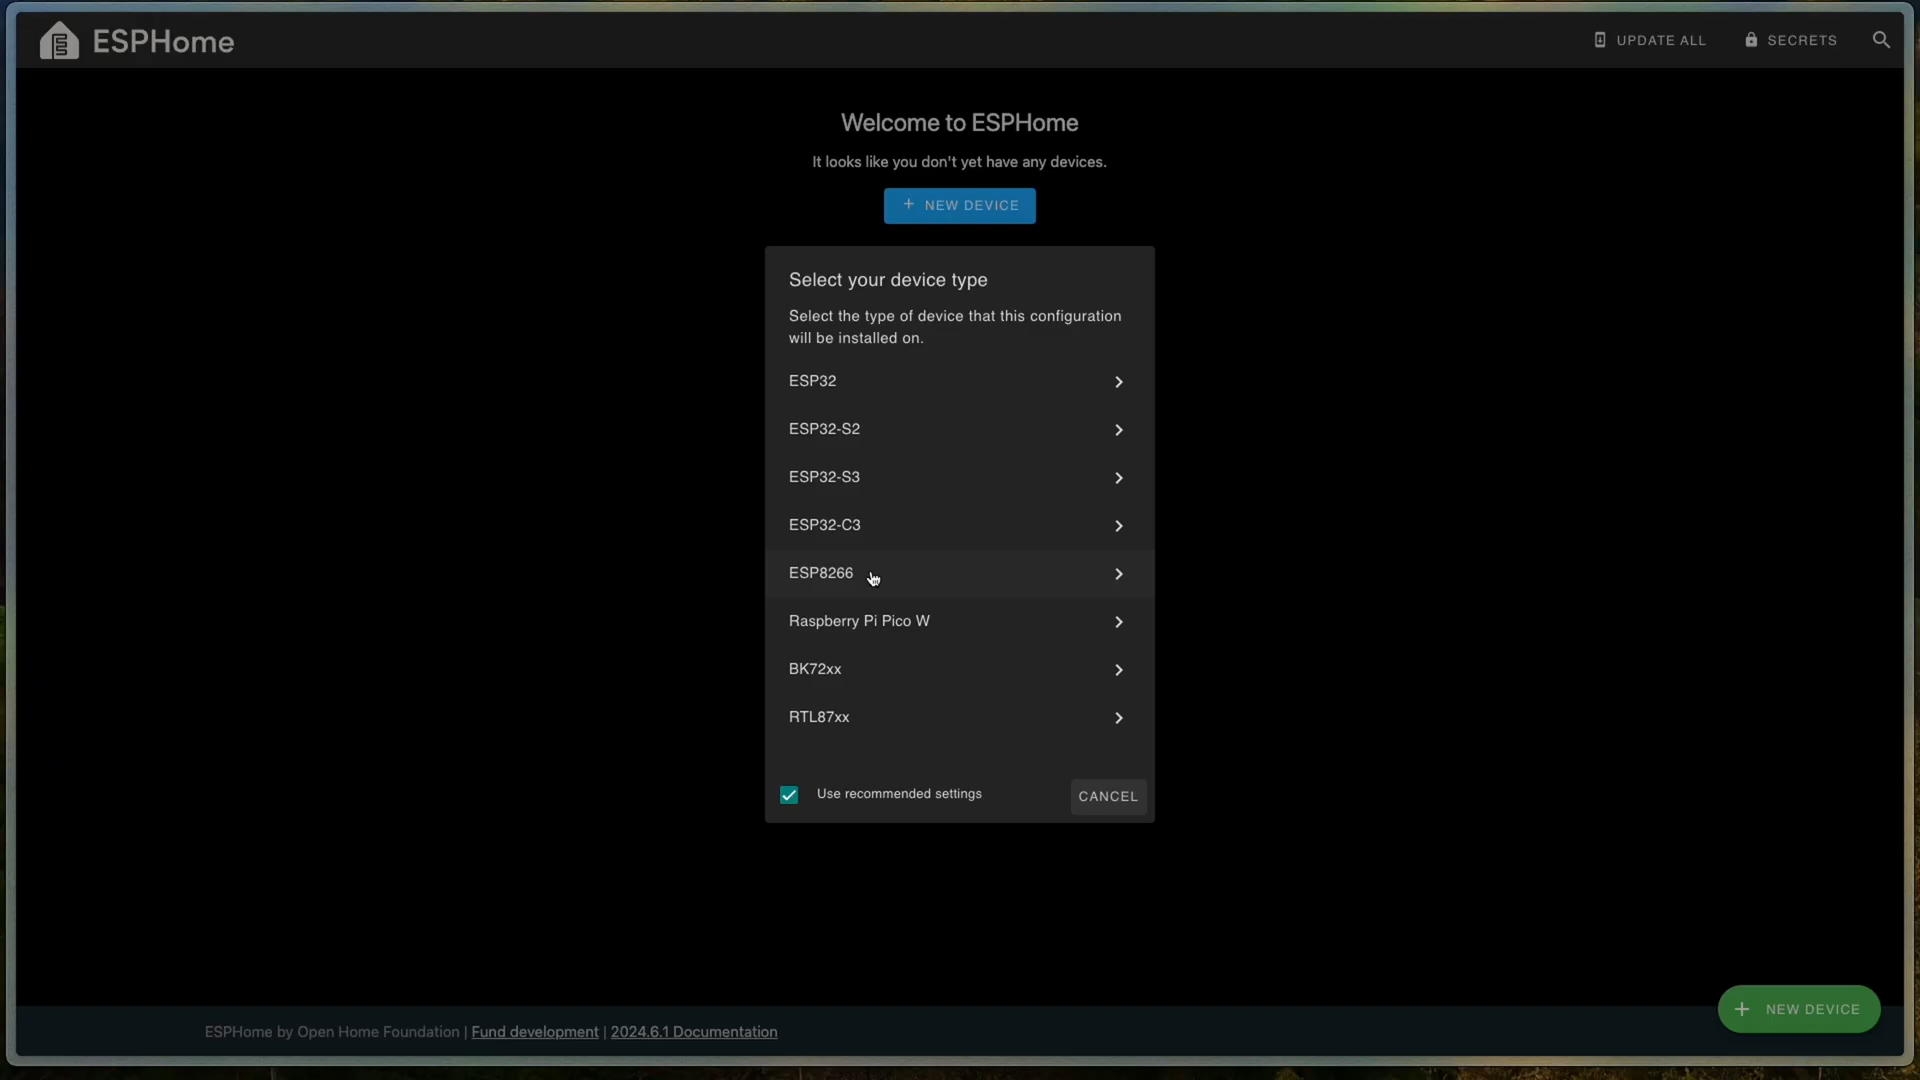 ESPHome
UPDATE ALL
SECRETS
Welcome to ESPHome
It looks like you don't yet have any devices.
+ NEW DEVICE
Select your device type
Select the type of device that this configuration
will be installed on.
ESP32
ESP32-S2
ESP32-S3
ESP32-C3
ESP8266
Raspberry Pi Pico W
BK72xx
RTL87xx
Use recommended settings
CANCEL
+ NEW DEVICE
ESPHome by Open Home Foundation | Fund development | 2024.6.1 Documentation